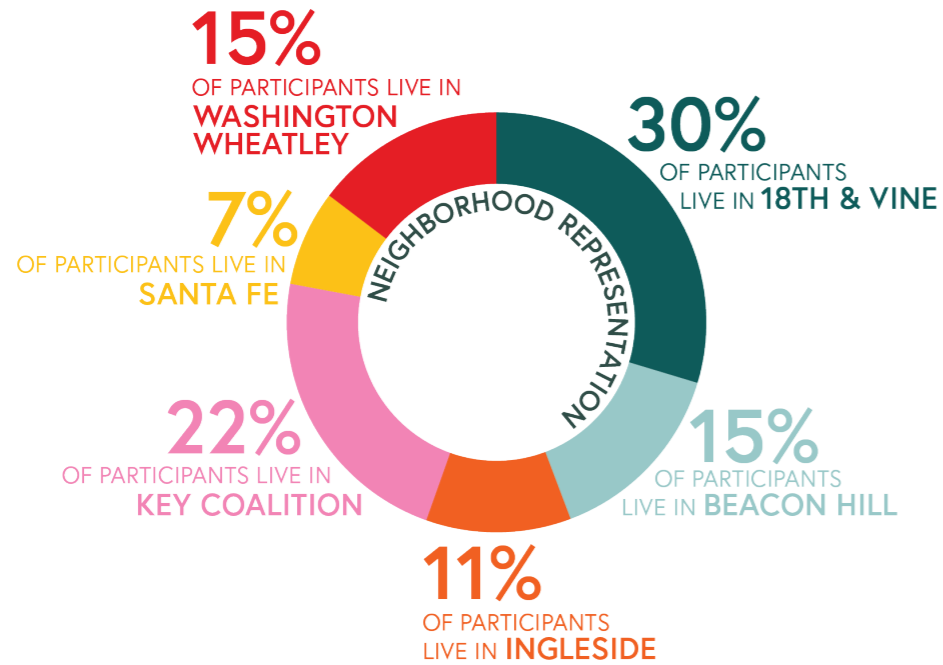 15%
OF PARTICIPANTS LIVE IN
WASHINGTON
WHEATLEY
30%
OF PARTICIPANTS
LIVE IN 18TH & VINE
7%
OF PARTICIPANTS LIVE IN
SANTA FE
NEIGHBORHOOD REPRESENTATION
22%
OF PARTICIPANTS LIVE IN
KEY COALITION
15%
OF PARTICIPANTS
LIVE IN BEACON HILL
11%
OF PARTICIPANTS
LIVE IN INGLESIDE